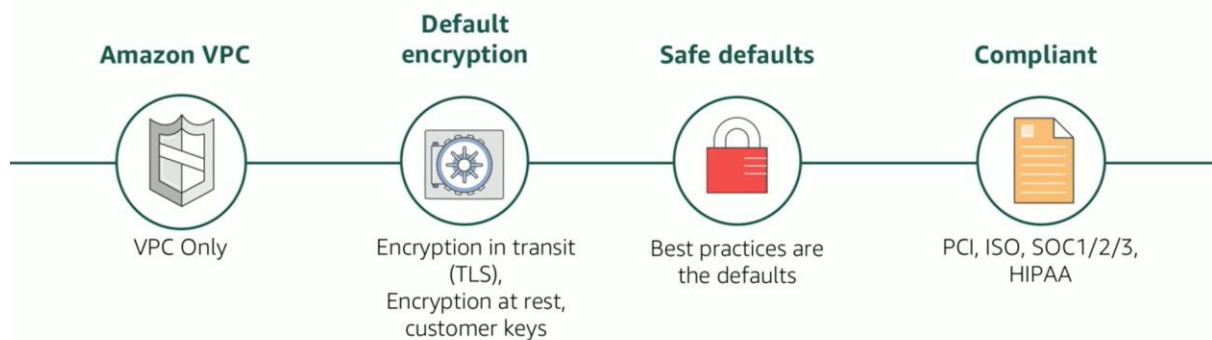 Amazon VPC
VPC Only
Default
encryption
Encryption in transit
(TLS),
Encryption at rest,
customer keys
Safe defaults
Best practices are
the defaults
Compliant
PCI, ISO, SOC1/2/3,
HIPAA